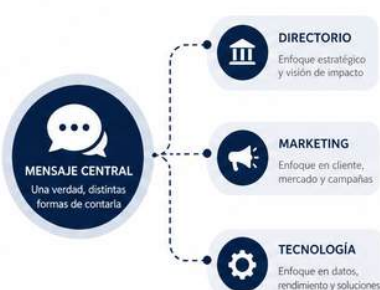 MENSAJE CENTRAL
Una verdad, distintas
formas de contarla
DIRECTORIO
Enfoque estratégico
y visión de impacto
MARKETING
Enfoque en cliente,
mercado y campañas
TECNOLOGÍA
Enfoque en datos,
rendimiento y soluciones